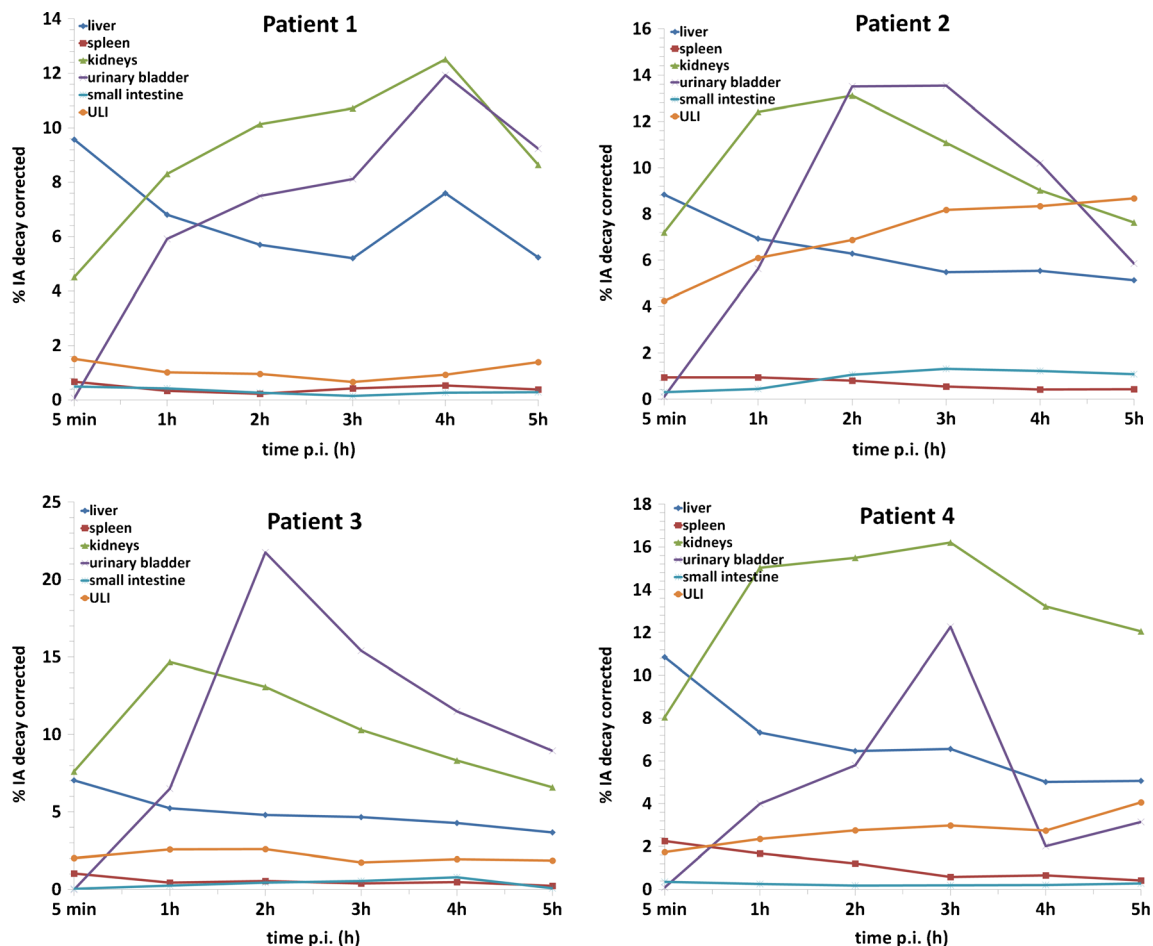 Patient 1
liver
spleen
kidneys
urinary bladder
small intestine
ULI
14
12
10
8
6
4
2
0
% IA decay corrected
5 min 1h 2h 3h 4h 5h
time p.i. (h)
Patient 2
liver
spleen
kidneys
urinary bladder
small intestine
ULI
16
14
12
10
8
6
4
2
0
% IA decay corrected
5 min 1h 2h 3h 4h 5h
time p.i. (h)
Patient 3
liver
spleen
kidneys
urinary bladder
small intestine
ULI
25
20
15
10
5
0
% IA decay corrected
5 min 1h 2h 3h 4h 5h
time p.i. (h)
Patient 4
liver
spleen
kidneys
urinary bladder
small intestine
ULI
18
16
14
12
10
8
6
4
2
0
% IA decay corrected
5 min 1h 2h 3h 4h 5h
time p.i. (h)